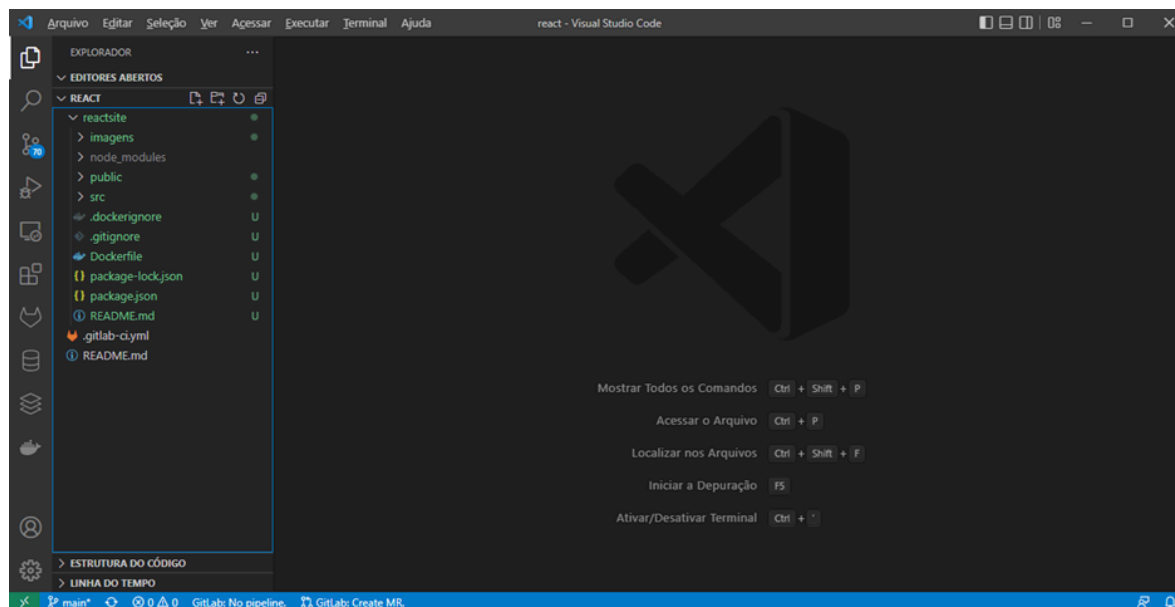 Arquivo Editar Seleção Ver Acessar Executar Terminal Ajuda react - Visual Studio Code
EXPLORADOR
EDITORES ABERTOS
REACT
reactsite
imagens
node_modules
public
src
.dockerignore U
.gitignore U
Dockerfile U
package-lock.json U
package.json U
README.md U
.gitlab-ci.yml
README.md
70
Mostrar Todos os Comandos Ctrl + Shift + P
Acessar o Arquivo Ctrl + P
Localizar nos Arquivos Ctrl + Shift + F
Iniciar a Depuração F5
Ativar/Desativar Terminal Ctrl + `
ESTRUTURA DO CÓDIGO
LINHA DO TEMPO
main* 0 0 GitLab: No pipeline. GitLab: Create MR.